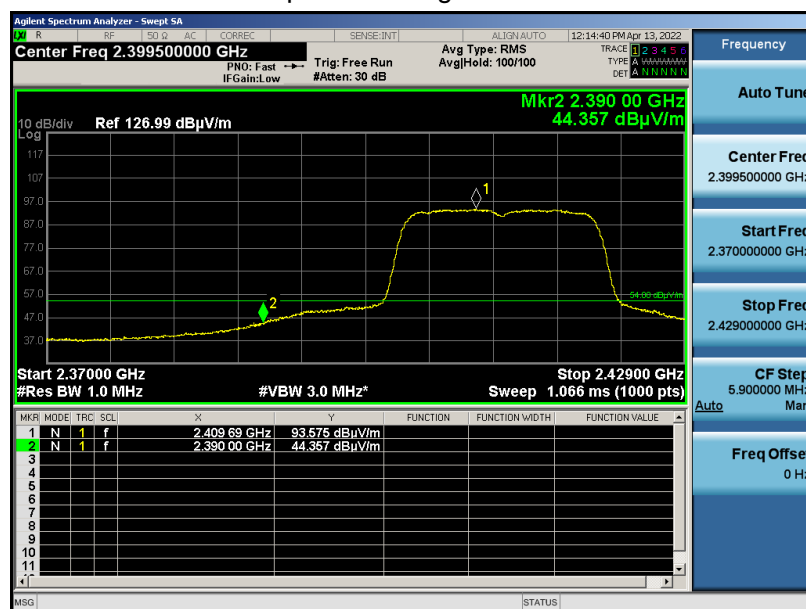 Agilent Spectrum Analyzer - Swept SA
LXI R RF 50 Ω AC CORREC SENSE:INT ALIGN AUTO 12:14:40 PM Apr 13, 2022
Center Freq 2.399500000 GHz
PNO: Fast
IFGain:Low
Trig: Free Run
#Atten: 30 dB
Avg Type: RMS
Avg|Hold: 100/100
TRACE 1 2 3 4 5 6
TYPE A WWWWW
DET A N N N N N
Mkr2 2.390 00 GHz
44.357 dBµV/m
10 dB/div Ref 126.99 dBµV/m
Log
117
107
97.0
87.0
77.0
67.0
57.0
47.0
37.0
1
2
54.00 dBµV/m
Start 2.37000 GHz Stop 2.42900 GHz
#Res BW 1.0 MHz #VBW 3.0 MHz* Sweep 1.066 ms (1000 pts)
MKR MODE TRC SCL X Y FUNCTION FUNCTION WIDTH FUNCTION VALUE
1 N 1 f 2.409 69 GHz 93.575 dBµV/m
2 N 1 f 2.390 00 GHz 44.357 dBµV/m
3
4
5
6
7
8
9
10
11
MSG STATUS
Frequency
Auto Tune
Center Freq
2.399500000 GHz
Start Freq
2.370000000 GHz
Stop Freq
2.429000000 GHz
CF Step
5.900000 MHz
Auto Man
Freq Offset
0 Hz